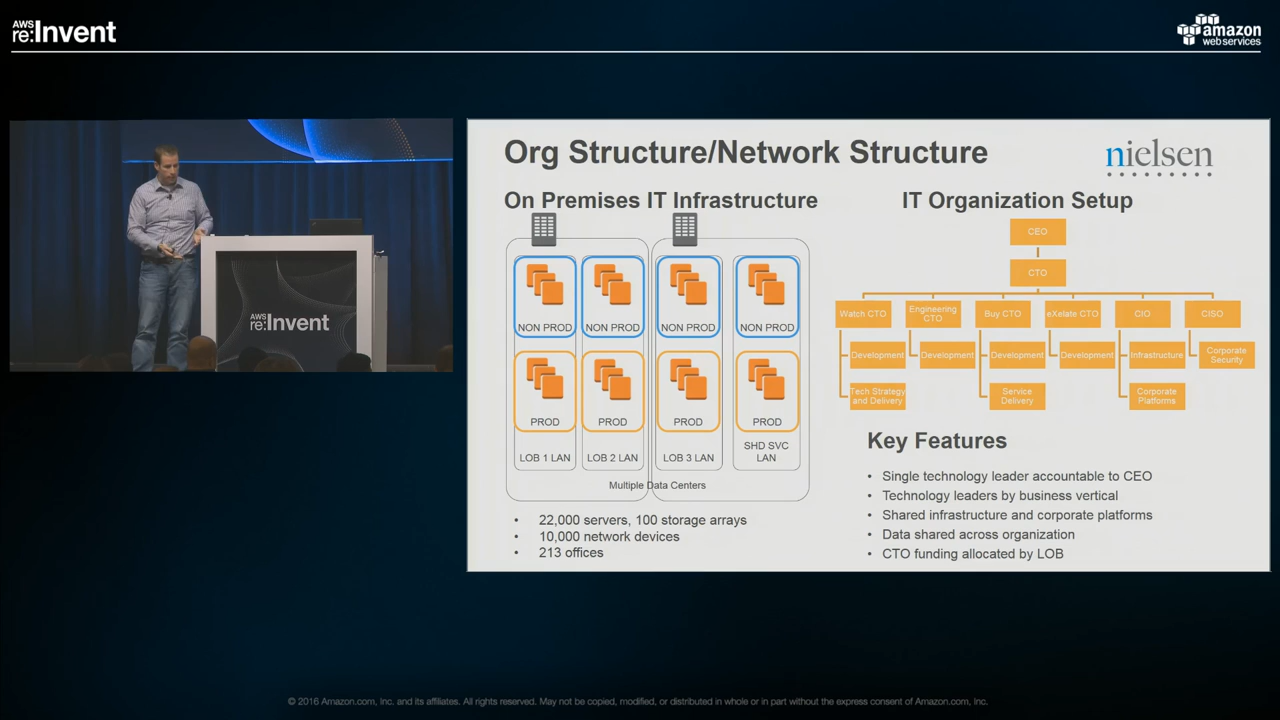 AWS
re:Invent
amazon
web services
AWS
re:Invent
Org Structure/Network Structure
nielsen
On Premises IT Infrastructure
NON PROD
NON PROD
NON PROD
NON PROD
PROD
PROD
PROD
PROD
LOB 1 LAN
LOB 2 LAN
LOB 3 LAN
SHD SVC
LAN
Multiple Data Centers
• 22,000 servers, 100 storage arrays
• 10,000 network devices
• 213 offices
IT Organization Setup
CEO
CTO
Watch CTO
Engineering
CTO
Buy CTO
eXelate CTO
CIO
CISO
Development
Development
Development
Development
Infrastructure
Corporate
Security
Tech Strategy
and Delivery
Service
Delivery
Corporate
Platforms
Key Features
• Single technology leader accountable to CEO
• Technology leaders by business vertical
• Shared infrastructure and corporate platforms
• Data shared across organization
• CTO funding allocated by LOB
© 2016 Amazon.com, Inc. and its affiliates. All rights reserved. May not be copied, modified, or distributed in whole or in part without the express consent of Amazon.com, Inc.